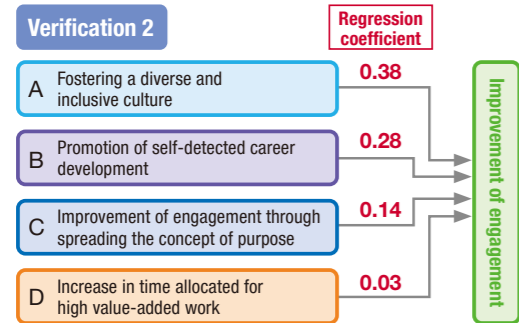 Verification 2
Regression
coefficient
A Fostering a diverse and
inclusive culture
0.38
B Promotion of self-detected career
development
0.28
C Improvement of engagement through
spreading the concept of purpose
0.14
D Increase in time allocated for
high value-added work
0.03
Improvement of engagement